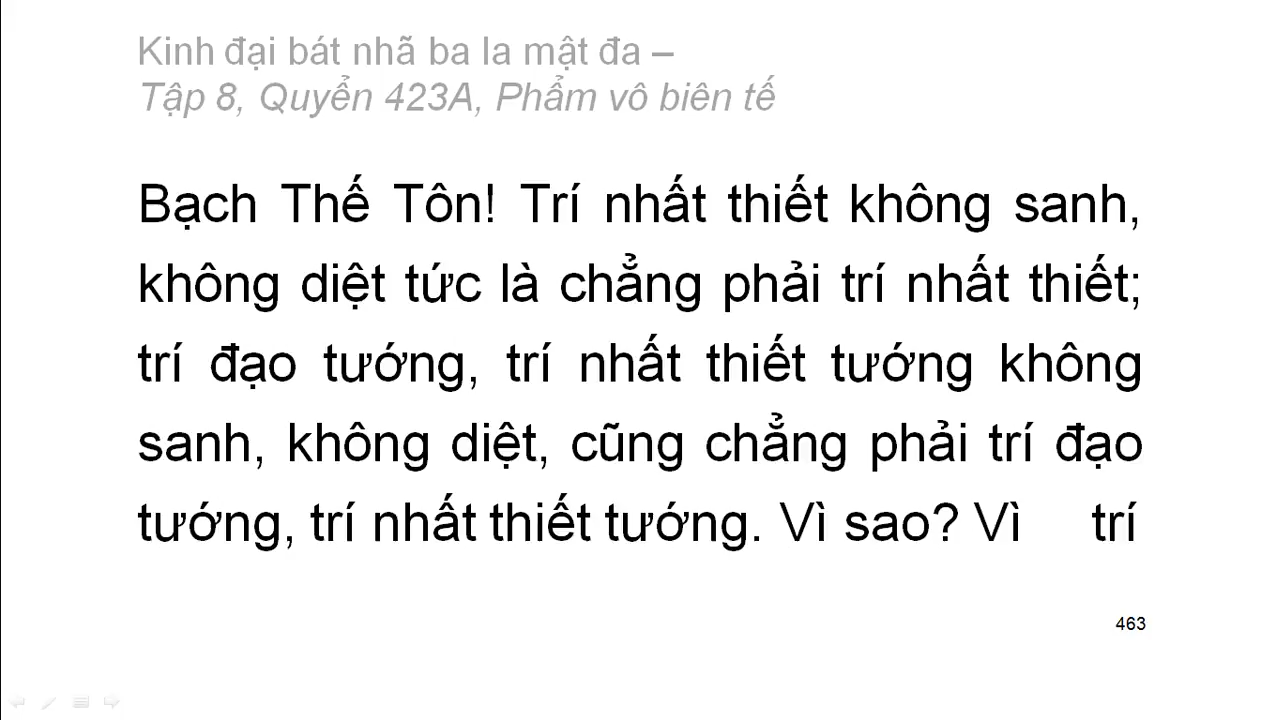 Kinh đại bát nhã ba la mật đa –
Tập 8, Quyển 423A, Phẩm vô biên tế
Bạch Thế Tôn! Trí nhất thiết không sanh,
không diệt tức là chẳng phải trí nhất thiết;
trí đạo tướng, trí nhất thiết tướng không
sanh, không diệt, cũng chẳng phải trí đạo
tướng, trí nhất thiết tướng. Vì sao? Vì trí
463